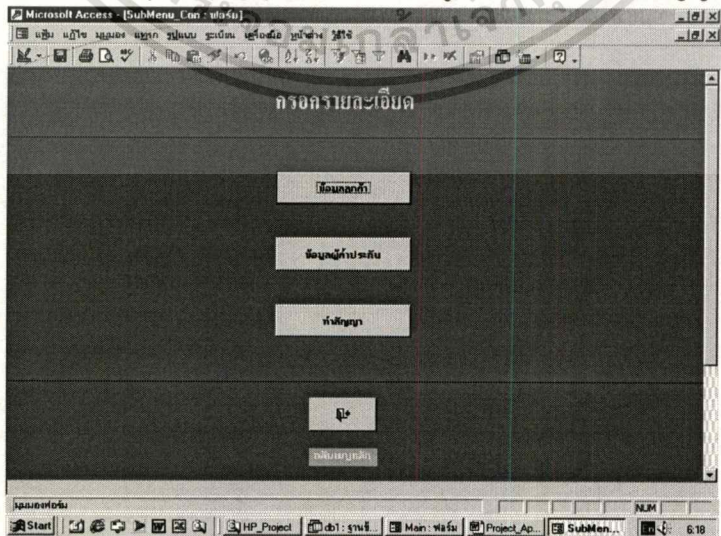 Microsoft Access - [SubMenu_Con : ฟอร์ม]
แฟ้ม แก้ไข มุมมอง แทรก รูปแบบ ระเบียน เครื่องมือ หน้าต่าง วิธีใช้
กรอกรายละเอียด
ข้อมูลลูกค้า
ข้อมูลผู้ค้ำประกัน
ทำสัญญา
กลับเมนูหลัก
มุมมองฟอร์ม
NUM
Start HP_Project db1 : ฐานข้... Main : ฟอร์ม Project_Ap... SubMen... 6:18